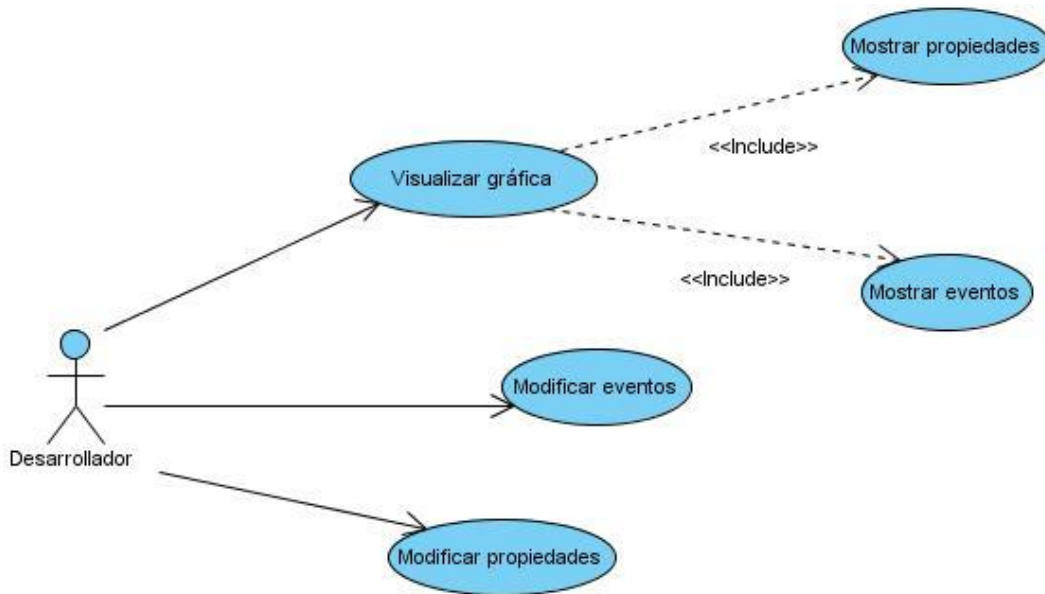 Mostrar propiedades
<<Include>>
Visualizar gráfica
<<Include>>
Mostrar eventos
Modificar eventos
Desarrollador
Modificar propiedades